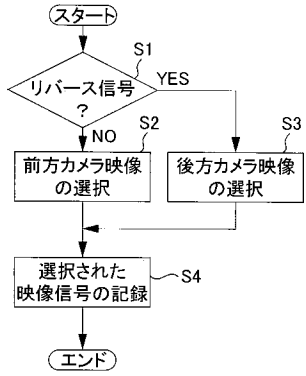 スタート
S1
リバース信号
?
YES
NO
S2
前方カメラ映像
の選択
S3
後方カメラ映像
の選択
S4
選択された
映像信号の記録
エンド